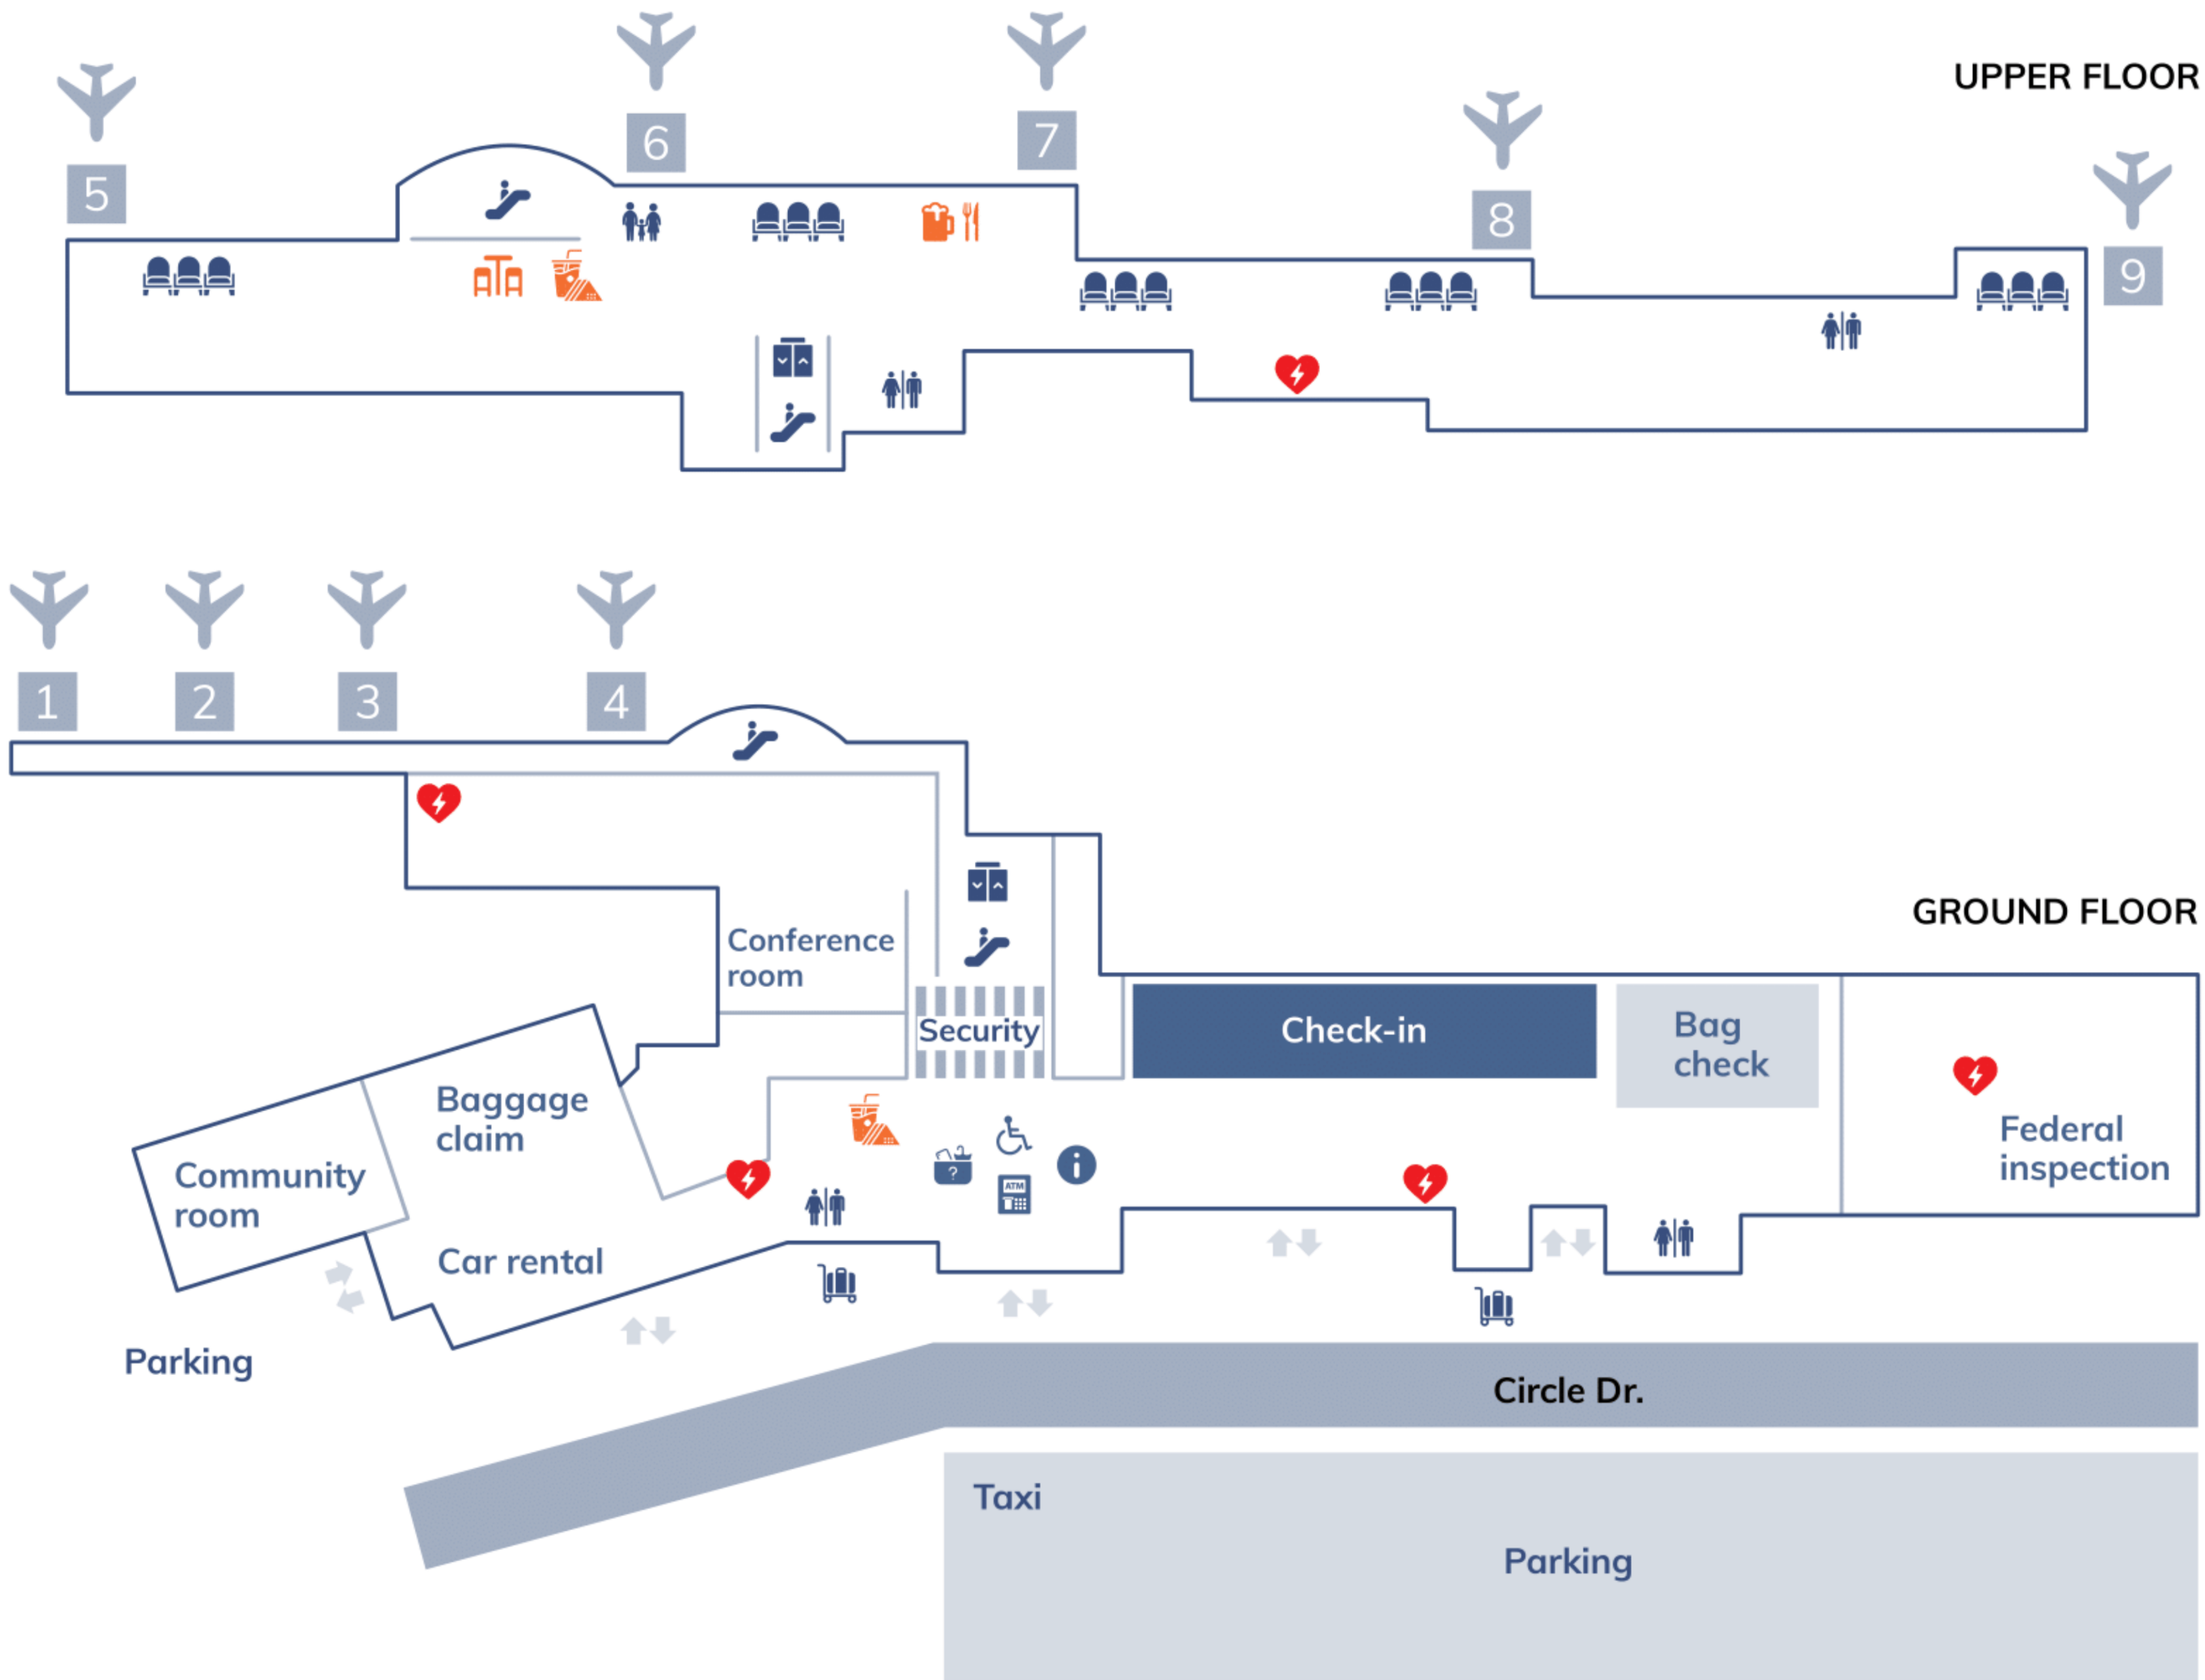 UPPER FLOOR
6
7
5
8
9
1
2
3
4
GROUND FLOOR
Conference
room
Security
Check-in
Bag
check
Baggage
claim
Federal
inspection
Community
room
?
i
ATM
Car rental
Parking
Circle Dr.
Taxi
Parking